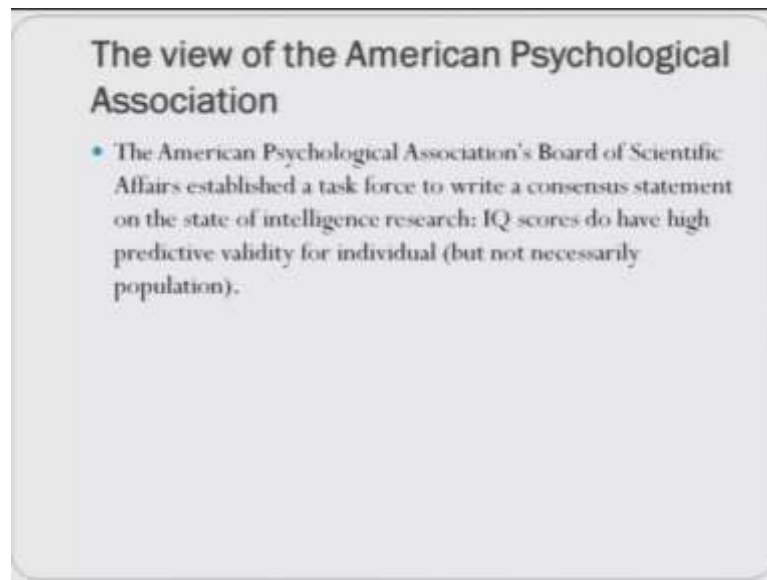 The view of the American Psychological
Association
• The American Psychological Association's Board of Scientific
Affairs established a task force to write a consensus statement
on the state of intelligence research: IQ scores do have high
predictive validity for individual (but not necessarily
population).